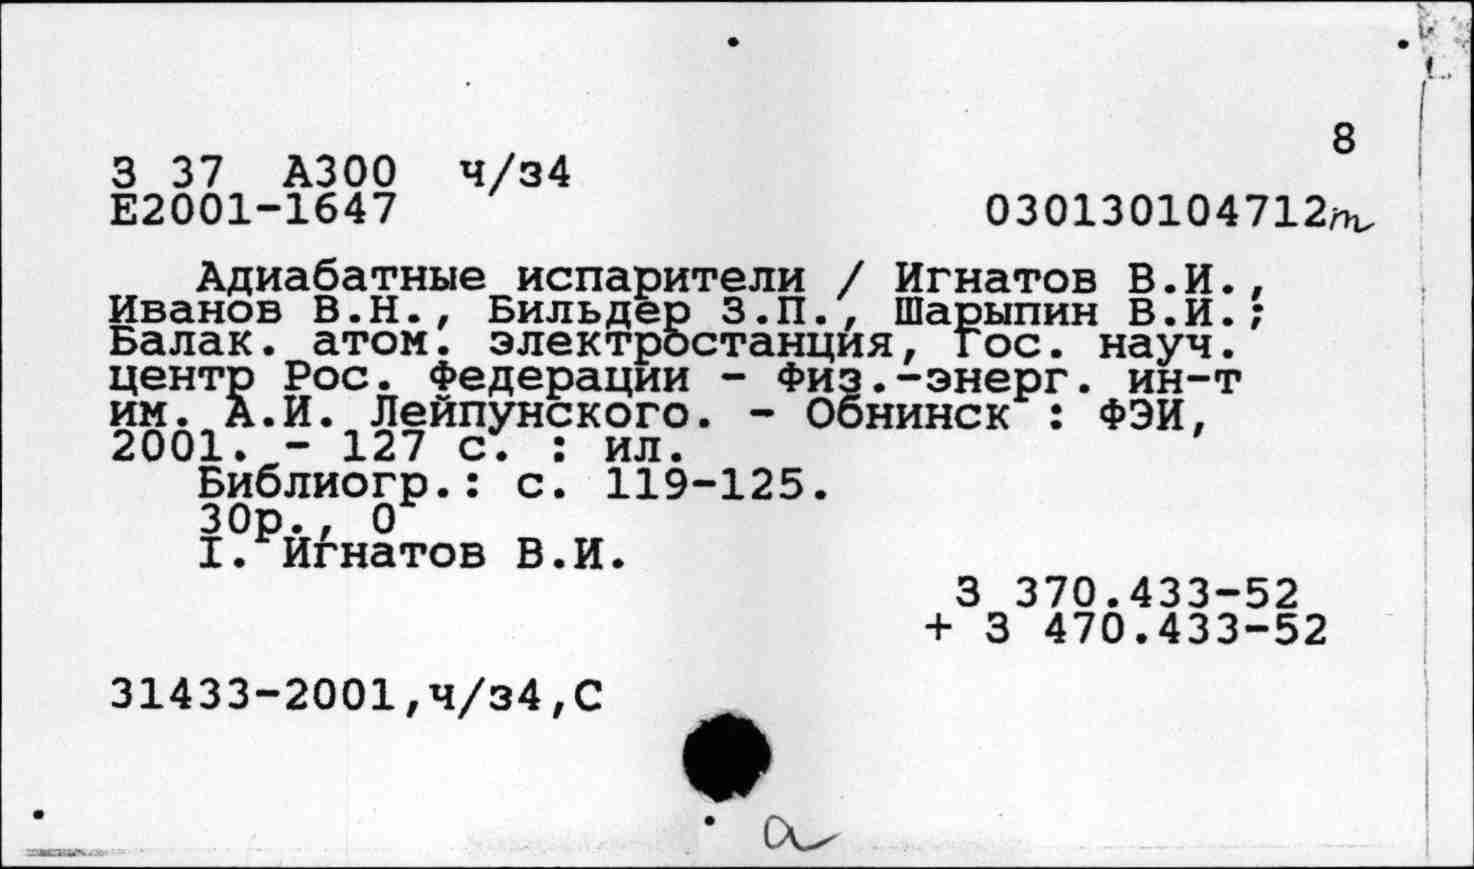 8
З 37 А300 ч/з4
Е2001-1647 030130104712
Адиабатные испарители / Игнатов В.И.,
Иванов В.Н., Бильдер З.П., Шарыпин В.И.;
Балак. атом. электростанция, Гос. науч.
центр Рос. Федерации - Физ.-энерг. ин-т
им. А.И. Лейпунского. - Обнинск : ФЭИ,
2001. - 127 с. : ил.
Библиогр.: с. 119-125.
30р., 0
I. Игнатов В.И.
З 370.433-52
+ З 470.433-52
31433-2001,ч/з4,С